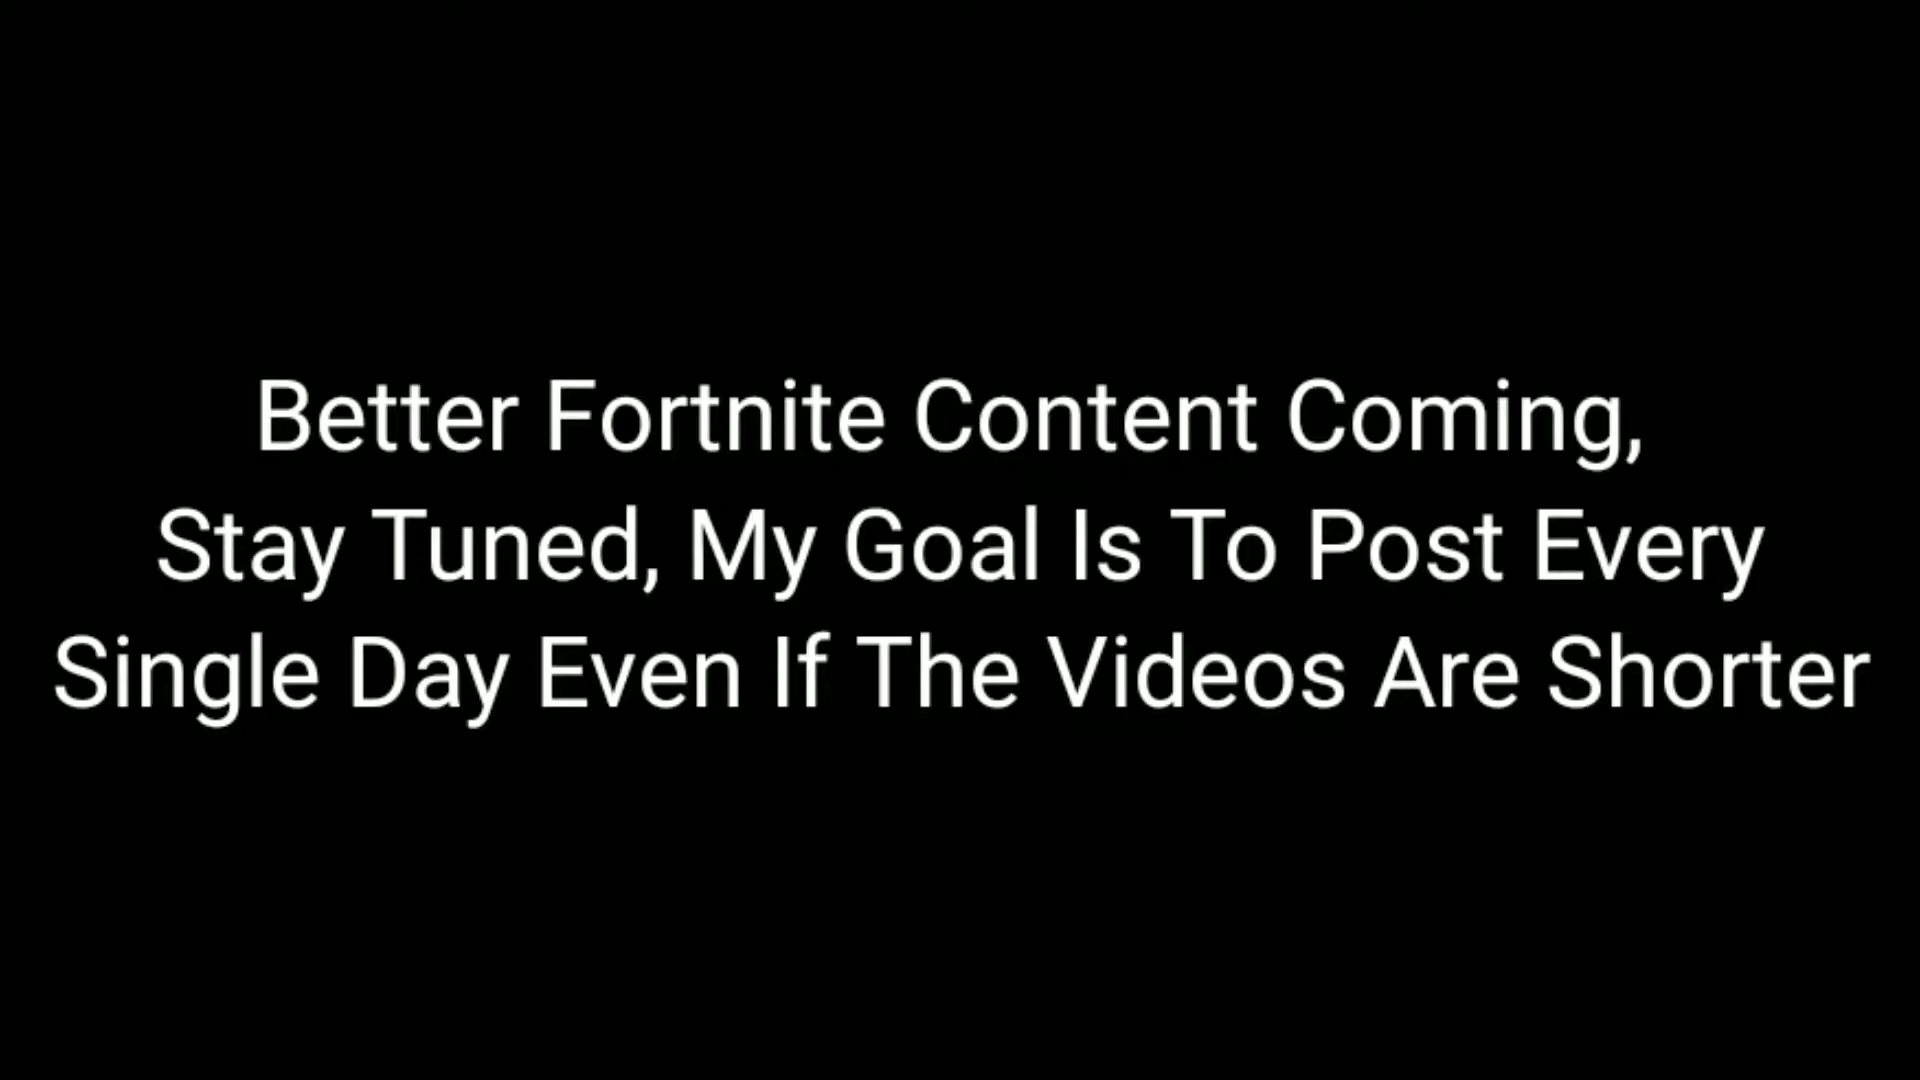 Better Fortnite Content Coming,
Stay Tuned, My Goal Is To Post Every
Single Day Even If The Videos Are Shorter